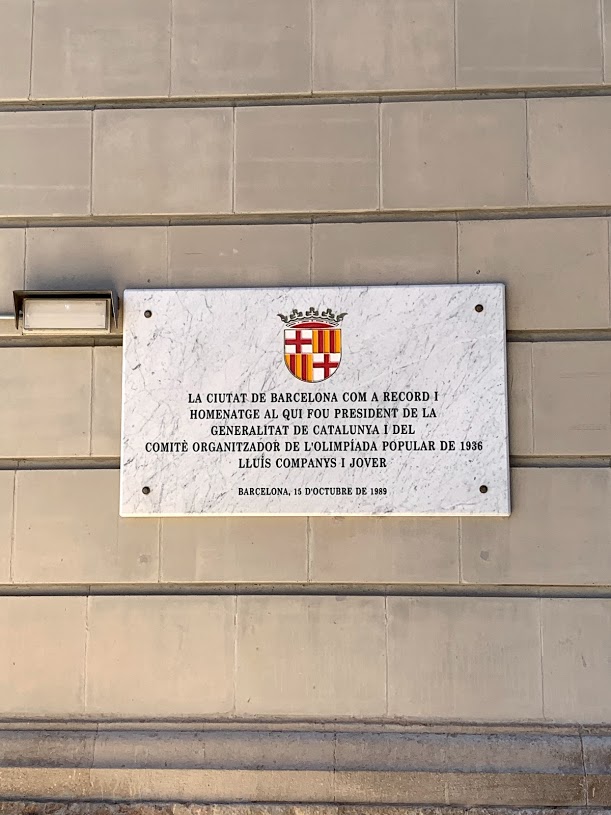 LA CIUTAT DE BARCELONA COM A RECORD I
HOMENATGE AL QUI FOU PRESIDENT DE LA
GENERALITAT DE CATALUNYA I DEL
COMITÈ ORGANITZADOR DE L'OLIMPÍADA POPULAR DE 1936
LLUÍS COMPANYS I JOVER
BARCELONA, 15 D'OCTUBRE DE 1989